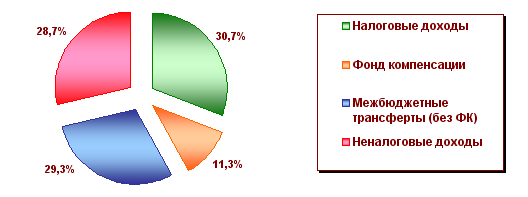 28,7%
30,7%
29,3%
11,3%
Налоговые доходы
Фонд компенсации
Межбюджетные
трансферты (без ФК)
Неналоговые доходы